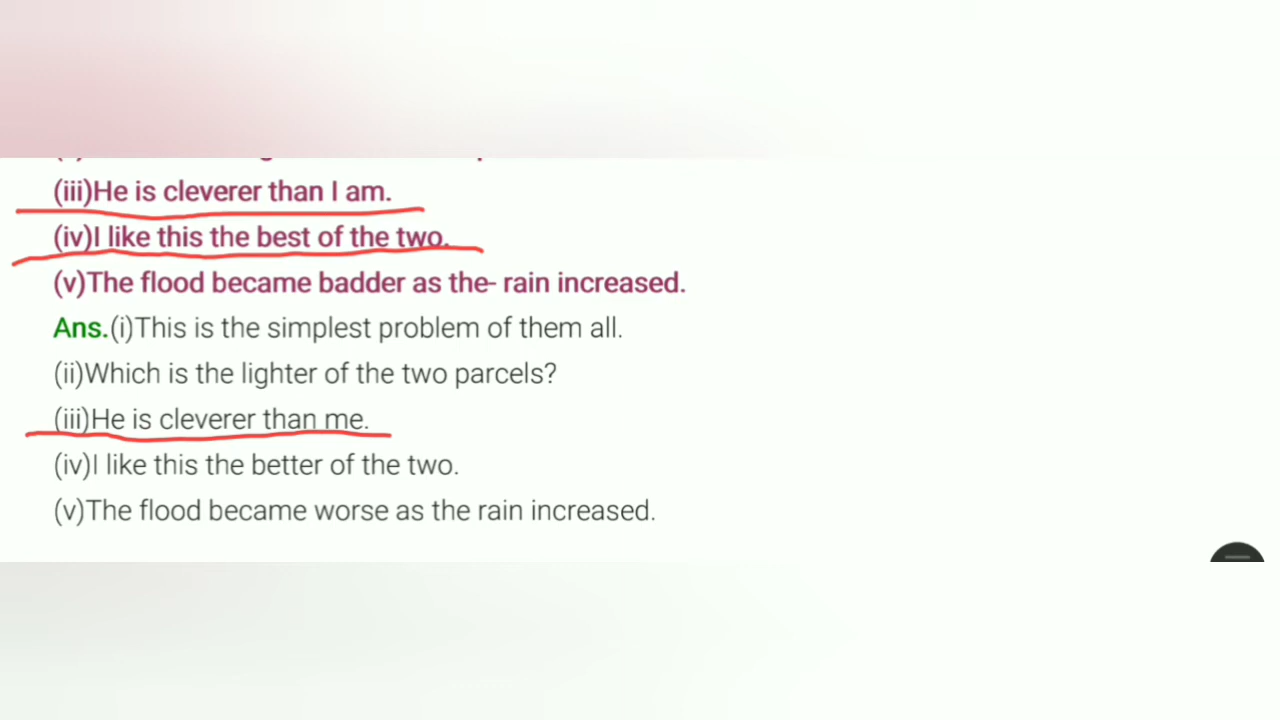 (iii)He is cleverer than I am.
(iv)I like this the best of the two.
(v)The flood became badder as the- rain increased.
Ans.(i)This is the simplest problem of them all.
(ii)Which is the lighter of the two parcels?
(iii)He is cleverer than me.
(iv)I like this the better of the two.
(v)The flood became worse as the rain increased.